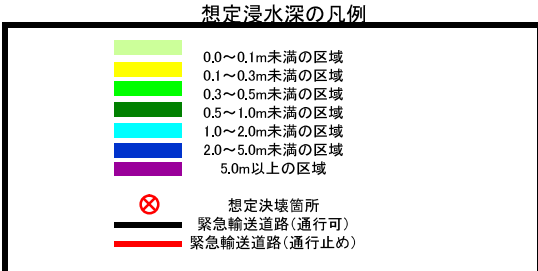 想定浸水深の凡例
0.0～0.1m未満の区域
0.1～0.3m未満の区域
0.3～0.5m未満の区域
0.5～1.0m未満の区域
1.0～2.0m未満の区域
2.0～5.0m未満の区域
5.0m以上の区域
想定決壊箇所
緊急輸送道路（通行可）
緊急輸送道路（通行止め）